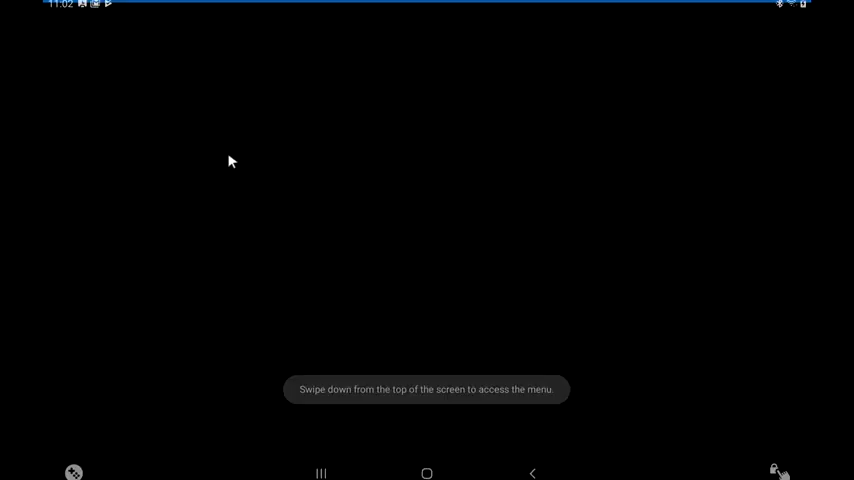 11:02
Swipe down from the top of the screen to access the menu.